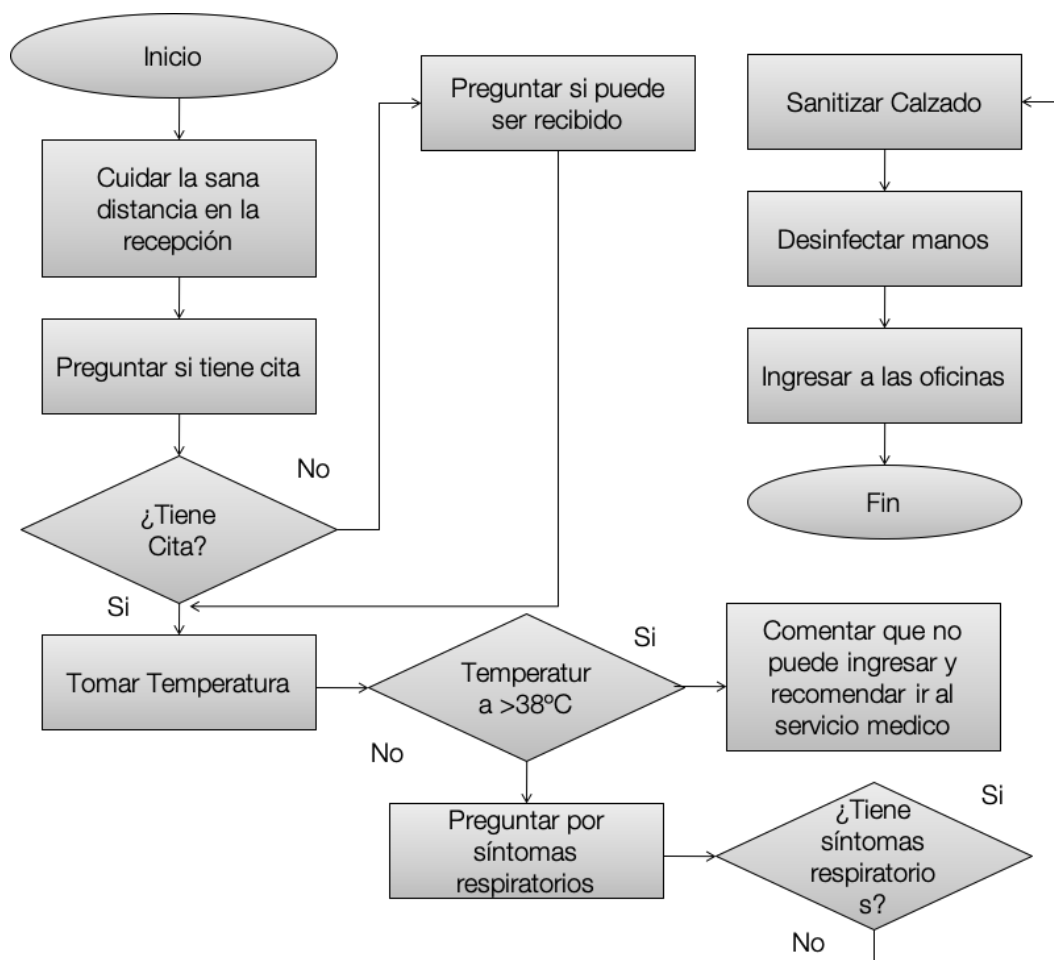 Inicio
Cuidar la sana
distancia en la
recepción
Preguntar si tiene cita
¿Tiene
Cita?
No
Si
Preguntar si puede
ser recibido
Tomar Temperatura
Temperatur
a >38ºC
Si
No
Comentar que no
puede ingresar y
recomendar ir al
servicio medico
Preguntar por
síntomas
respiratorios
¿Tiene
síntomas
respiratorio
s?
Si
No
Sanitizar Calzado
Desinfectar manos
Ingresar a las oficinas
Fin